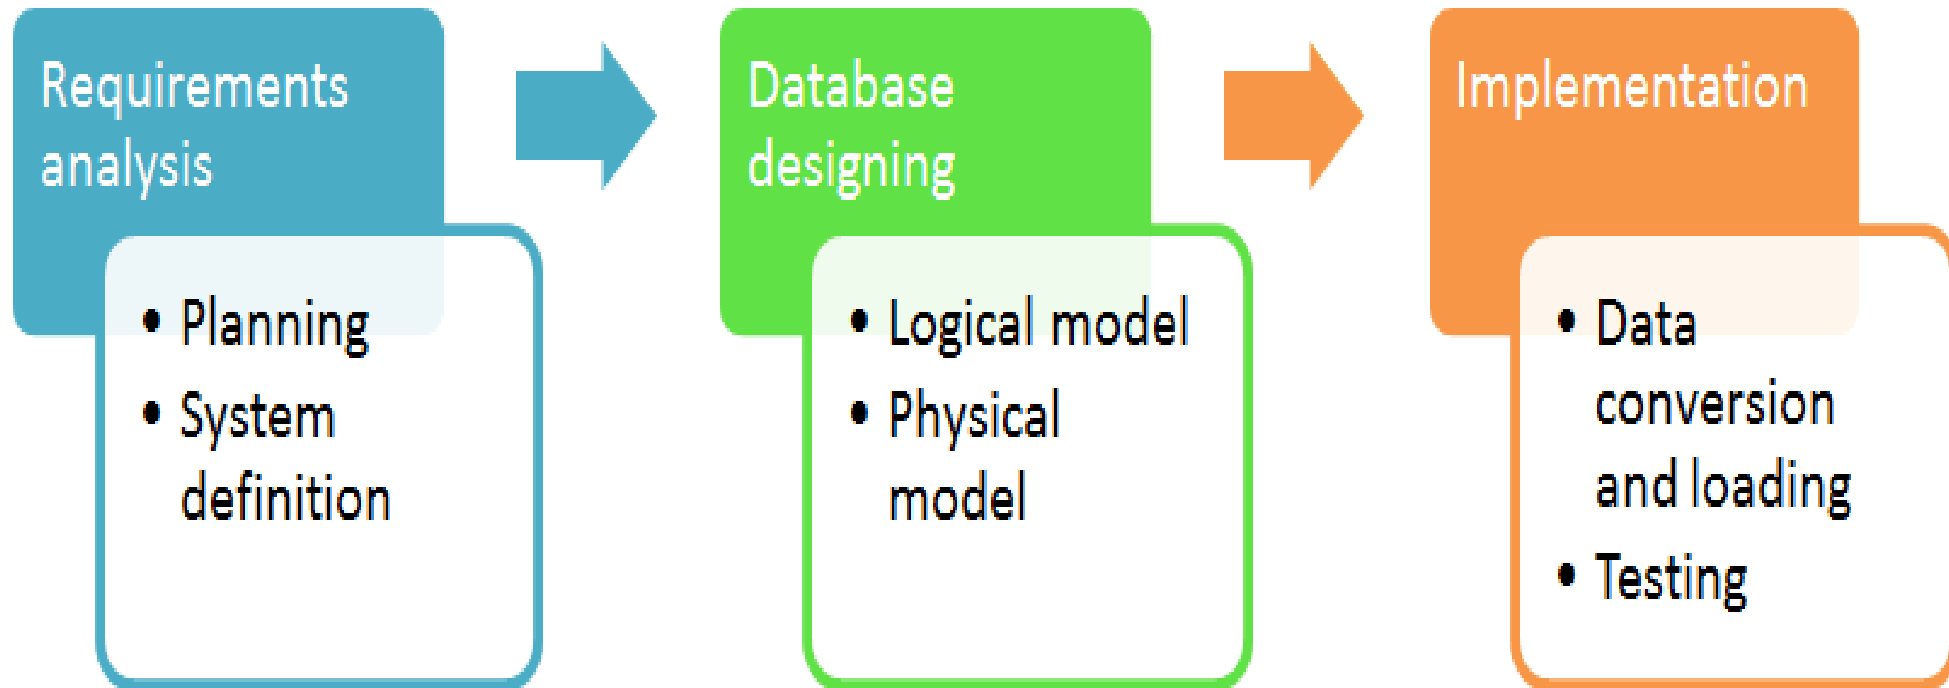 Requirements
analysis
• Planning
• System
definition
Database
designing
• Logical model
• Physical
model
Implementation
• Data
conversion
and loading
• Testing